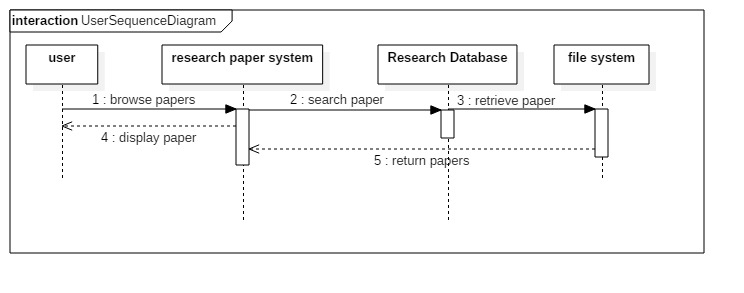 interaction UserSequenceDiagram
user
research paper system
Research Database
file system
1 : browse papers
2 : search paper
3 : retrieve paper
4 : display paper
5 : return papers